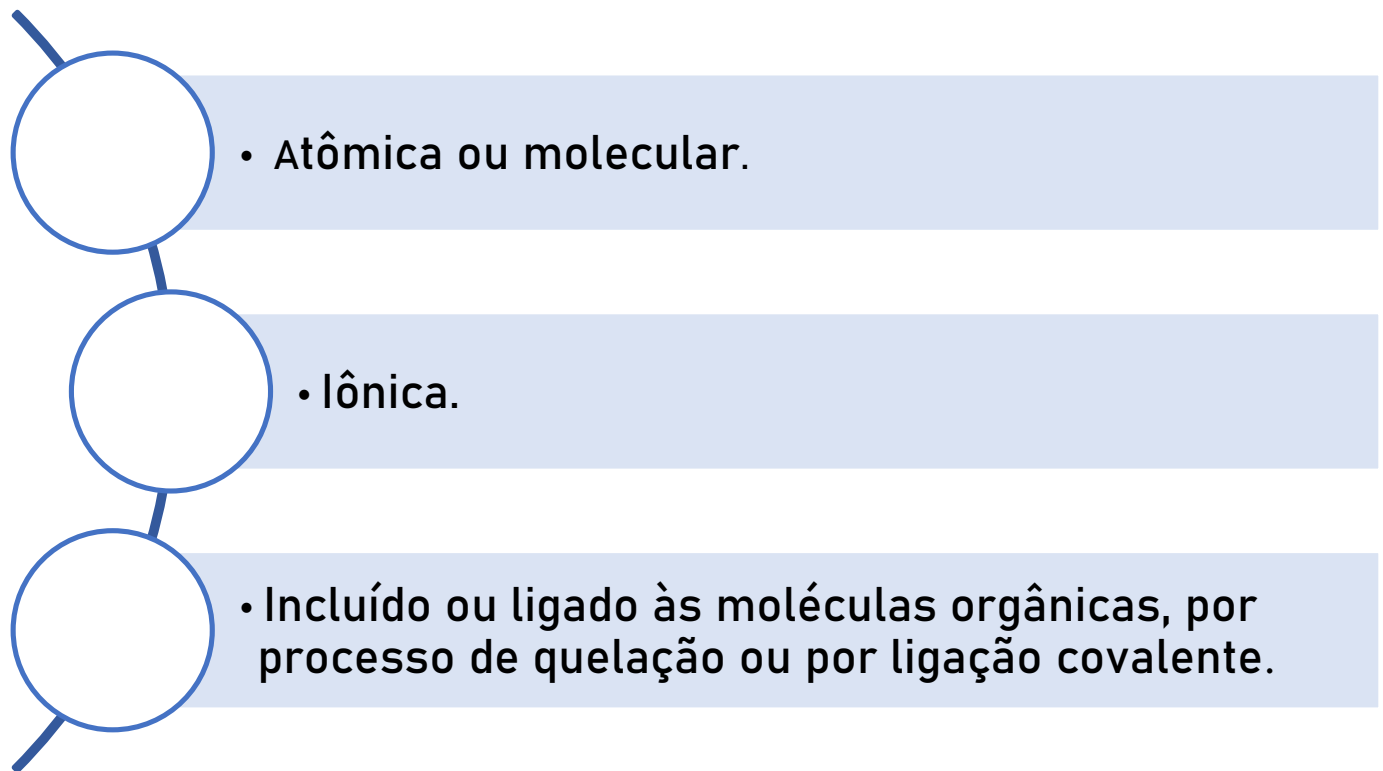 • Atômica ou molecular.
• Iônica.
• Incluído ou ligado às moléculas orgânicas, por
processo de quelação ou por ligação covalente.